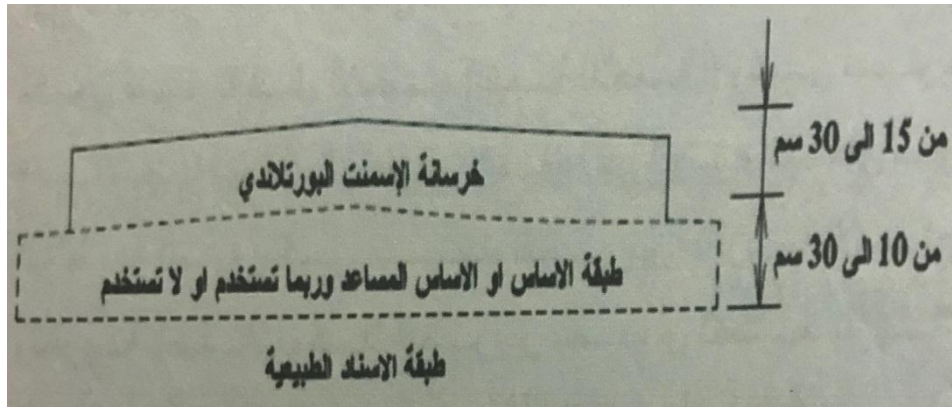 من 15 الى 30 سم
خرسانة الإسمنت البورتلاندي
من 10 الى 30 سم
طبقة الاساس او الاساس المساعد وربما تستخدم او لا تستخدم
طبقة الاسناد الطبيعية